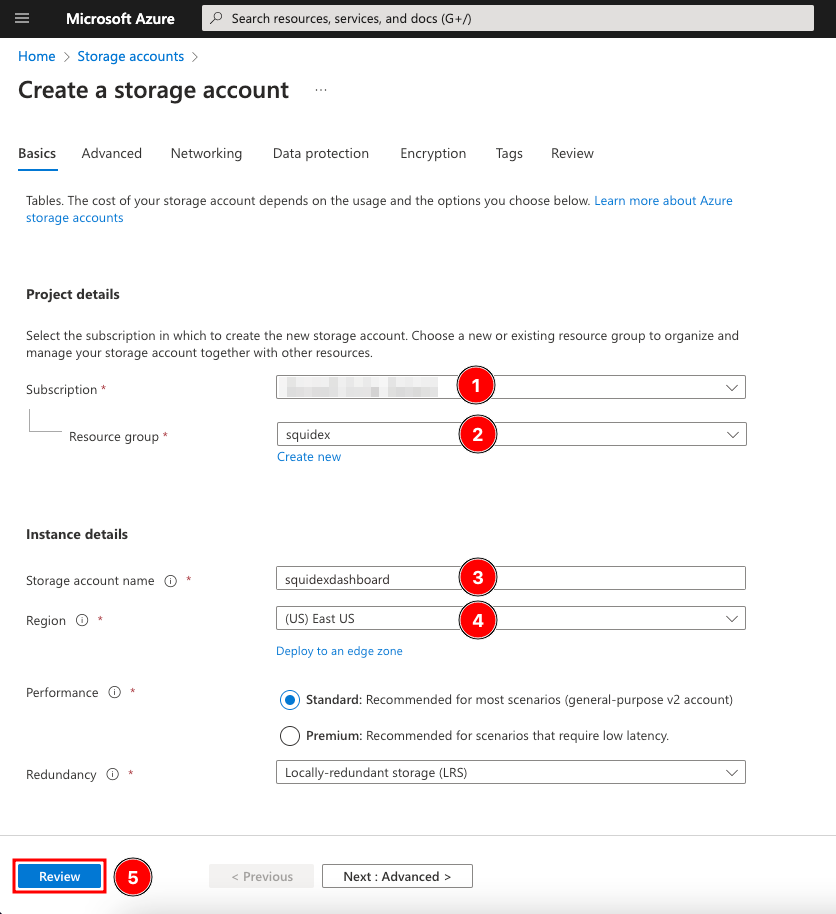 Microsoft Azure
Search resources, services, and docs (G+/)
Home > Storage accounts >
Create a storage account ...
Basics Advanced Networking Data protection Encryption Tags Review
Tables. The cost of your storage account depends on the usage and the options you choose below. Learn more about Azure
storage accounts
Project details
Select the subscription in which to create the new storage account. Choose a new or existing resource group to organize and
manage your storage account together with other resources.
Subscription * 1
Resource group * squidex 2
Create new
Instance details
Storage account name * squidexdashboard 3
Region * (US) East US 4
Deploy to an edge zone
Performance * Standard: Recommended for most scenarios (general-purpose v2 account)
Premium: Recommended for scenarios that require low latency.
Redundancy * Locally-redundant storage (LRS)
Review 5 < Previous Next : Advanced >